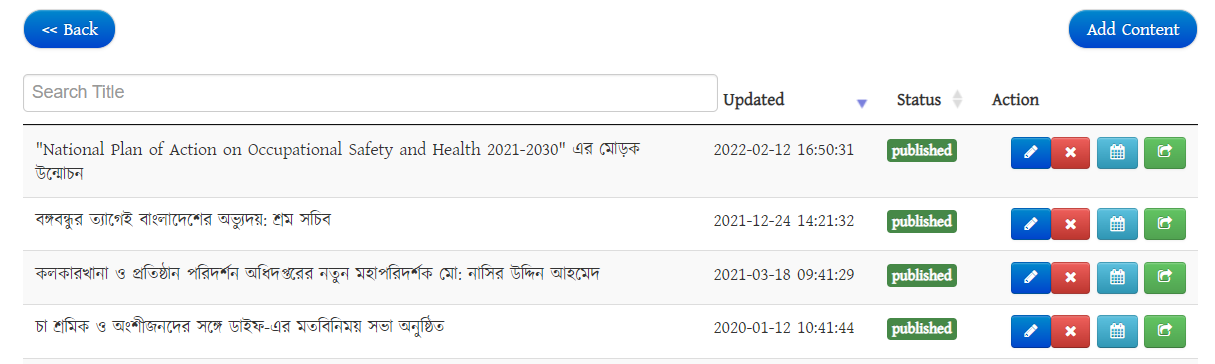 << Back
Add Content
Search Title
Updated
Status
Action
"National Plan of Action on Occupational Safety and Health 2021-2030" এর মোড়ক
উন্মোচন
2022-02-12 16:50:31
published
বঙ্গবন্ধুর ত্যাগেই বাংলাদেশের অভ্যুদয়: শ্রম সচিব
2021-12-24 14:21:32
published
কলকারখানা ও প্রতিষ্ঠান পরিদর্শন অধিদপ্তরের নতুন মহাপরিদর্শক মো: নাসির উদ্দিন আহমেদ
2021-03-18 09:41:29
published
চা শ্রমিক ও অংশীজনদের সঙ্গে ডাইফ-এর মতবিনিময় সভা অনুষ্ঠিত
2020-01-12 10:41:44
published